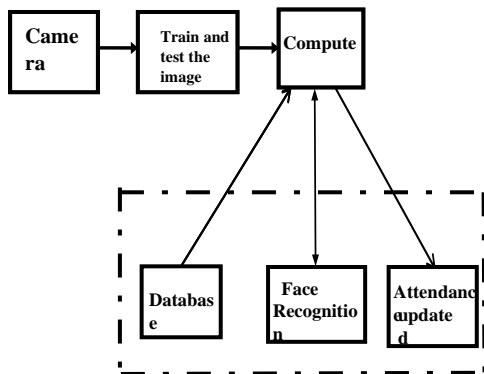 Came
ra
Train and
test the
image
Compute
Databas
e
Face
Recognitio
n
Attendanc
eupdate
d